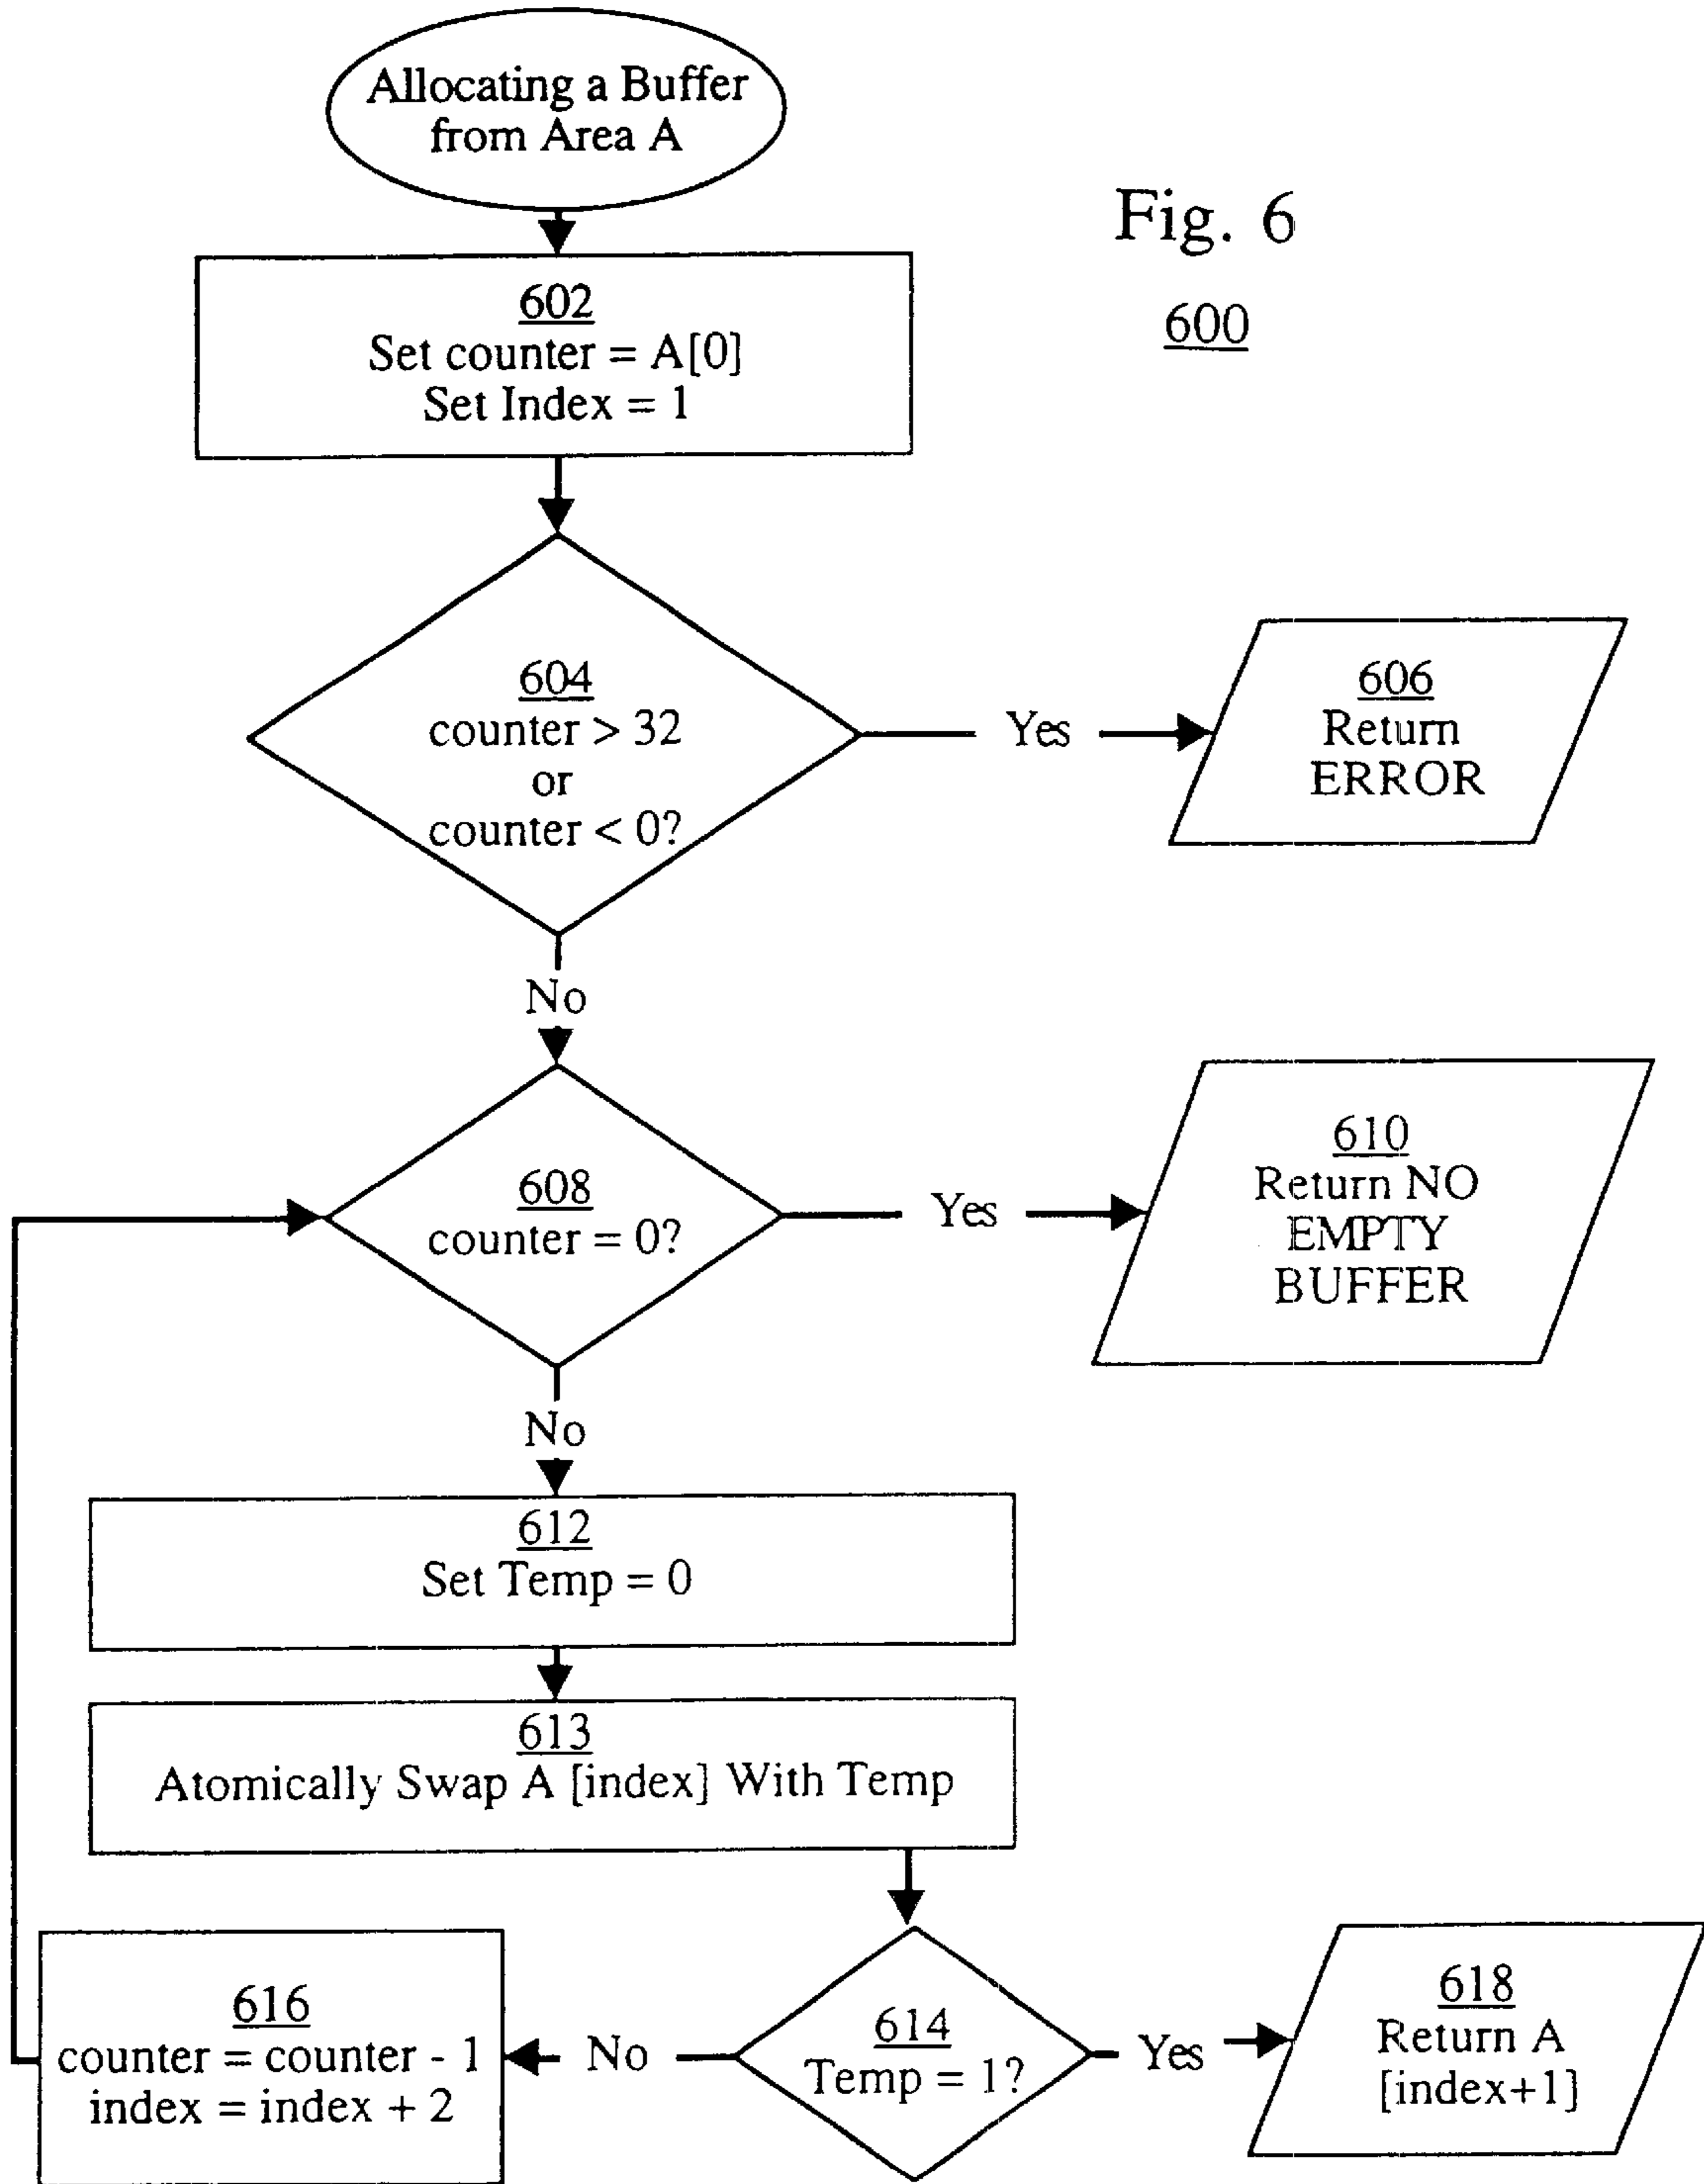 Allocating a Buffer
from Area A
Fig. 6
600
602
Set counter = A[0]
Set Index = 1
604
counter > 32
or
counter < 0?
Yes
606
Return
ERROR
No
608
counter = 0?
Yes
610
Return NO
EMPTY
BUFFER
No
612
Set Temp = 0
613
Atomically Swap A [index] With Temp
614
Temp = 1?
Yes
618
Return A
[index+1]
No
616
counter = counter - 1
index = index + 2